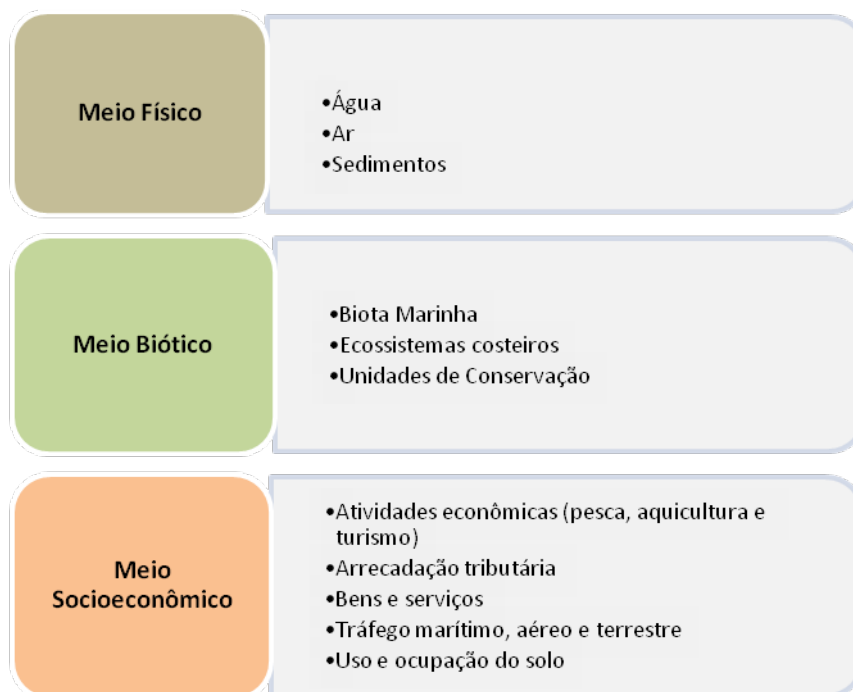 Meio Físico
•Água
•Ar
•Sedimentos
Meio Biótico
•Biota Marinha
•Ecossistemas costeiros
•Unidades de Conservação
Meio
Socioeconômico
•Atividades econômicas (pesca, aquicultura e
turismo)
•Arrecadação tributária
•Bens e serviços
•Tráfego marítimo, aéreo e terrestre
•Uso e ocupação do solo